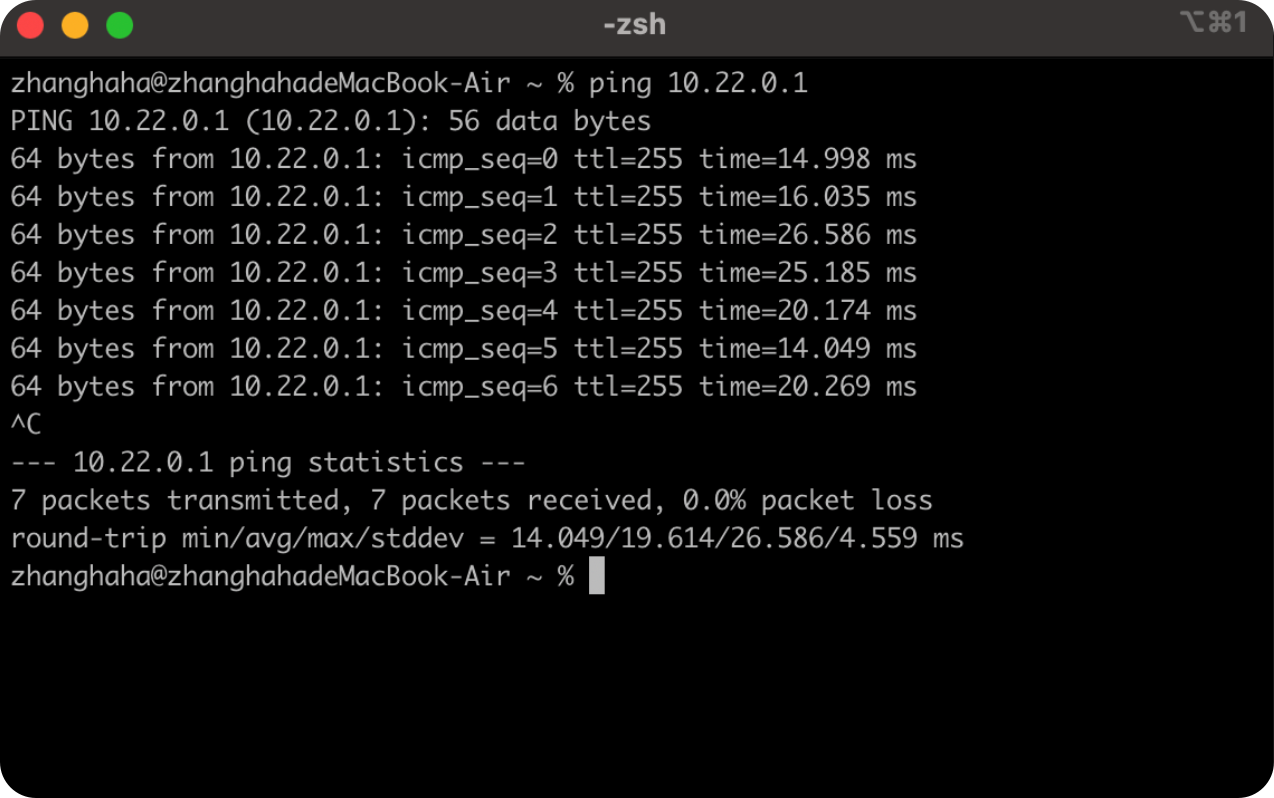 -zsh
⌥⌘1
zhanghaha@zhanghahadeMacBook-Air ~ % ping 10.22.0.1
PING 10.22.0.1 (10.22.0.1): 56 data bytes
64 bytes from 10.22.0.1: icmp_seq=0 ttl=255 time=14.998 ms
64 bytes from 10.22.0.1: icmp_seq=1 ttl=255 time=16.035 ms
64 bytes from 10.22.0.1: icmp_seq=2 ttl=255 time=26.586 ms
64 bytes from 10.22.0.1: icmp_seq=3 ttl=255 time=25.185 ms
64 bytes from 10.22.0.1: icmp_seq=4 ttl=255 time=20.174 ms
64 bytes from 10.22.0.1: icmp_seq=5 ttl=255 time=14.049 ms
64 bytes from 10.22.0.1: icmp_seq=6 ttl=255 time=20.269 ms
^C
--- 10.22.0.1 ping statistics ---
7 packets transmitted, 7 packets received, 0.0% packet loss
round-trip min/avg/max/stddev = 14.049/19.614/26.586/4.559 ms
zhanghaha@zhanghahadeMacBook-Air ~ %